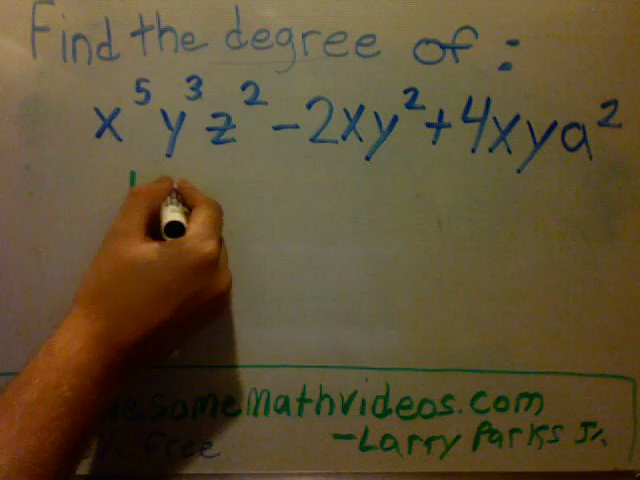 Find the degree of:
x⁵y³z² - 2xy² + 4xya²
esomemathvideos.com
Free - Larry Parks Jr.